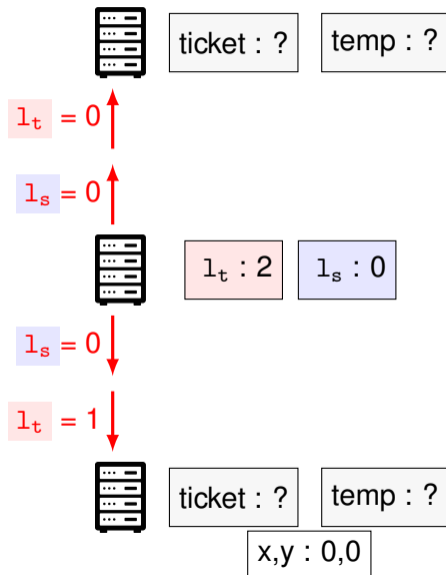 ticket : ? temp : ?
lₜ = 0
lₛ = 0
lₜ : 2 lₛ : 0
lₛ = 0
lₜ = 1
ticket : ? temp : ?
x,y : 0,0